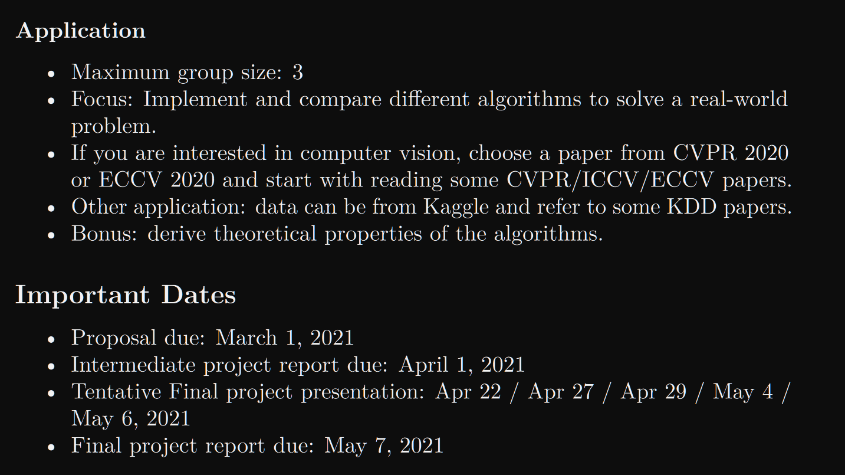 Application
• Maximum group size: 3
• Focus: Implement and compare different algorithms to solve a real-world
problem.
• If you are interested in computer vision, choose a paper from CVPR 2020
or ECCV 2020 and start with reading some CVPR/ICCV/ECCV papers.
• Other application: data can be from Kaggle and refer to some KDD papers.
• Bonus: derive theoretical properties of the algorithms.
Important Dates
• Proposal due: March 1, 2021
• Intermediate project report due: April 1, 2021
• Tentative Final project presentation: Apr 22 / Apr 27 / Apr 29 / May 4 /
May 6, 2021
• Final project report due: May 7, 2021